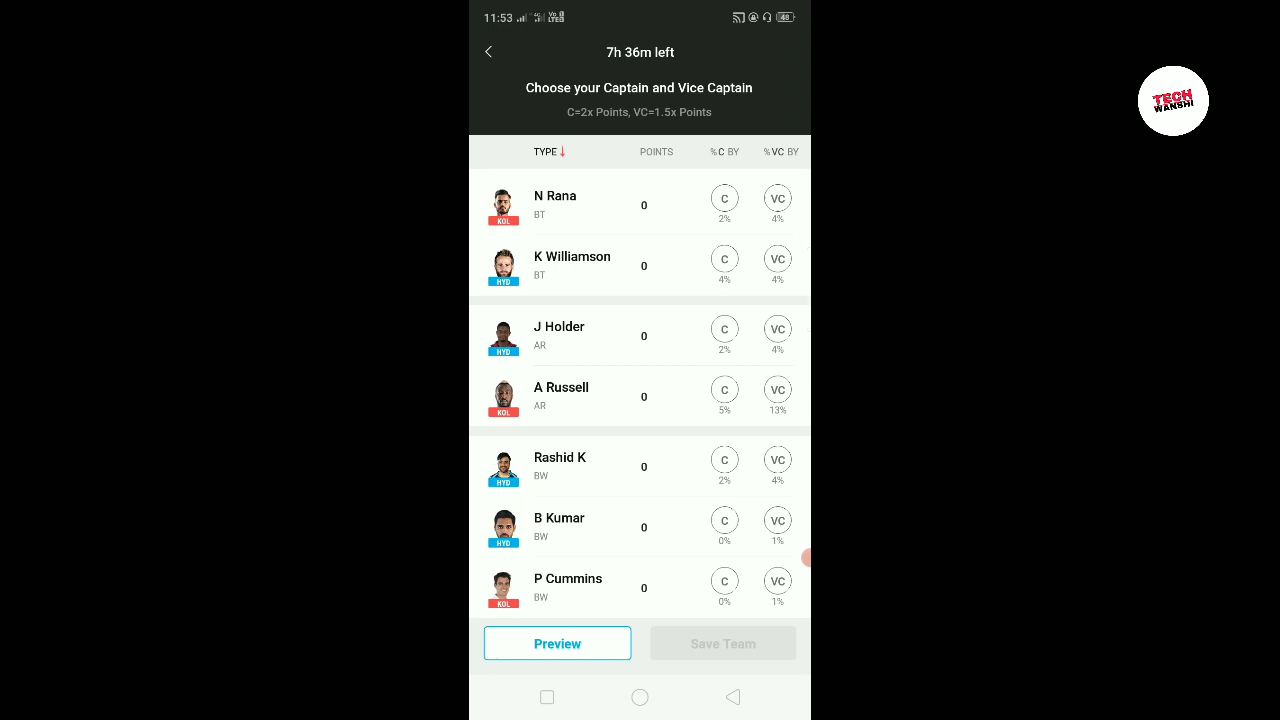 11:53 4G Vo LTE 48
7h 36m left
Choose your Captain and Vice Captain
C=2x Points, VC=1.5x Points
TYPE POINTS % C BY % VC BY
N Rana
BT
KOL
0
C VC
2% 4%
K Williamson
BT
HYD
0
C VC
4% 4%
J Holder
AR
HYD
0
C VC
2% 4%
A Russell
AR
KOL
0
C VC
5% 13%
Rashid K
BW
HYD
0
C VC
2% 4%
B Kumar
BW
HYD
0
C VC
0% 1%
P Cummins
BW
KOL
0
C VC
0% 1%
Preview Save Team
TECH
WANSHI